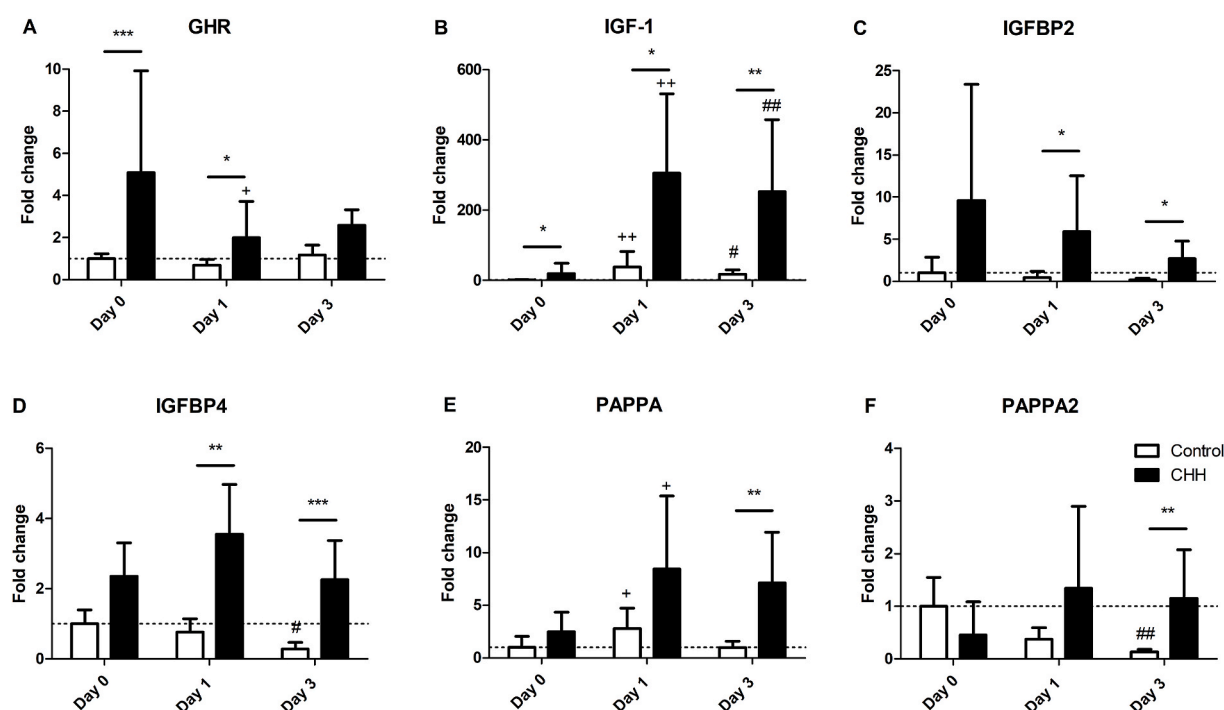 A GHR
***
10
8
6
4
2
0
Fold change
*
+
Day 0 Day 1 Day 3
B IGF-1
600
400
200
0
Fold change
*
++
*
++
#
**
##
Day 0 Day 1 Day 3
C IGFBP2
25
20
15
10
5
0
Fold change
*
*
Day 0 Day 1 Day 3
D IGFBP4
6
4
2
0
Fold change
**
***
#
Day 0 Day 1 Day 3
E PAPPA
20
15
10
5
0
Fold change
+
+
**
Day 0 Day 1 Day 3
F PAPPA2
4
3
2
1
0
Fold change
Control
CHH
**
##
Day 0 Day 1 Day 3